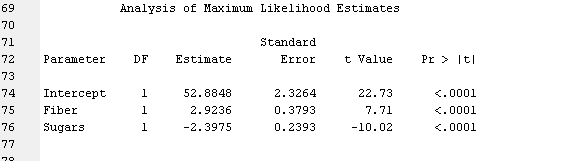 69 Analysis of Maximum Likelihood Estimates
70
71 Standard
72 Parameter DF Estimate Error t Value Pr > |t|
73
74 Intercept 1 52.8848 2.3264 22.73 <.0001
75 Fiber 1 2.9236 0.3793 7.71 <.0001
76 Sugars 1 -2.3975 0.2393 -10.02 <.0001
77
78